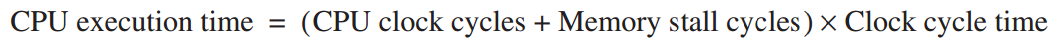 CPU execution time = (CPU clock cycles + Memory stall cycles) × Clock cycle time